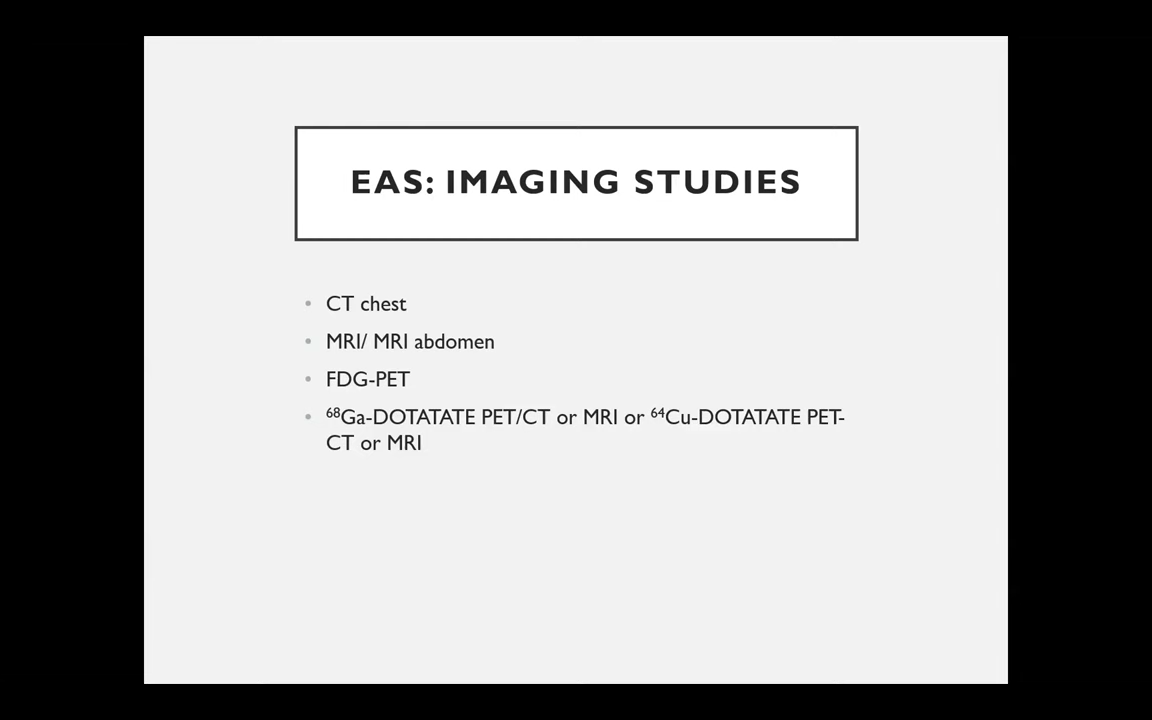 EAS: IMAGING STUDIES
• CT chest
• MRI/ MRI abdomen
• FDG-PET
• ⁶⁸Ga-DOTATATE PET/CT or MRI or ⁶⁴Cu-DOTATATE PET-
CT or MRI